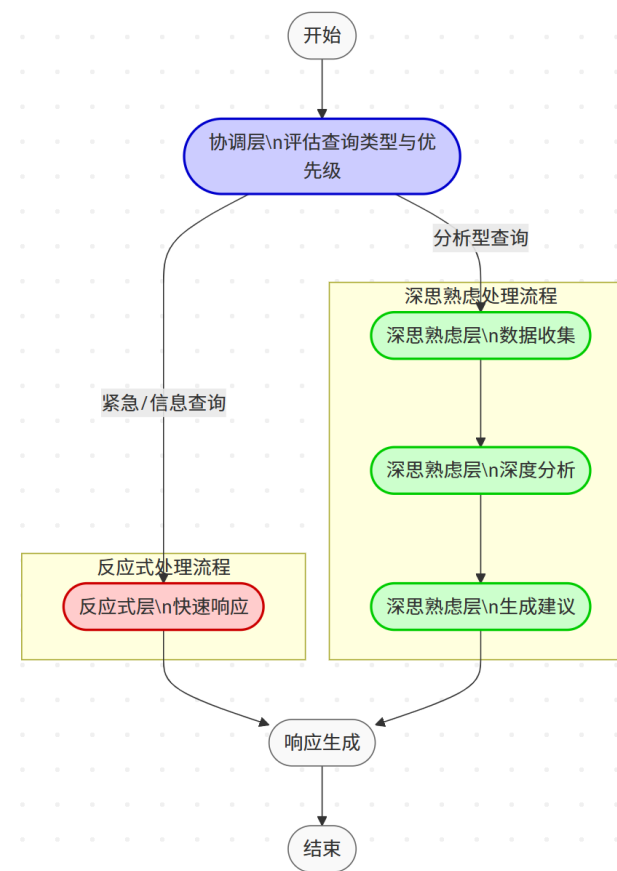 开始
协调层\n评估查询类型与优
先级
分析型查询
深思熟虑处理流程
深思熟虑层\n数据收集
紧急/信息查询
深思熟虑层\n深度分析
反应式处理流程
反应式层\n快速响应
深思熟虑层\n生成建议
响应生成
结束